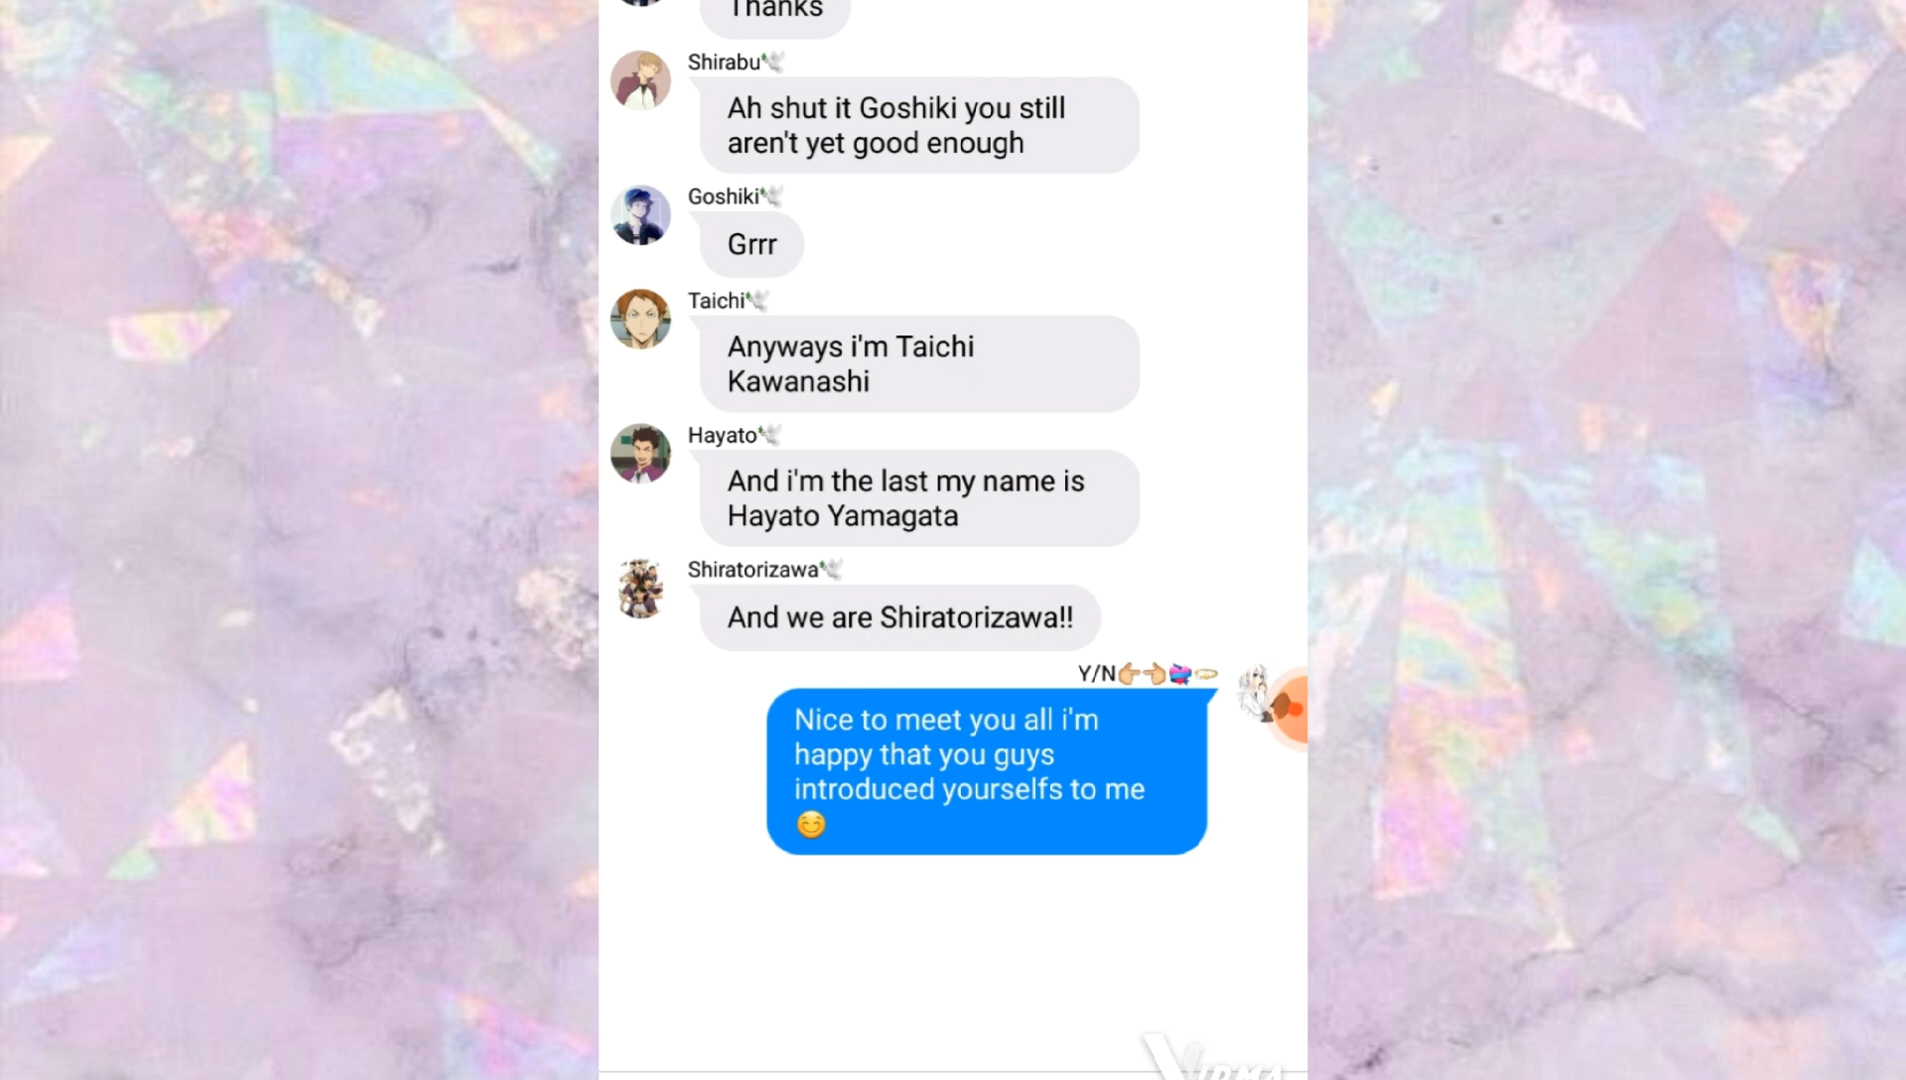 Thanks
Shirabu🕊
Ah shut it Goshiki you still
aren't yet good enough
Goshiki🕊
Grrr
Taichi🕊
Anyways i'm Taichi
Kawanashi
Hayato🕊
And i'm the last my name is
Hayato Yamagata
Shiratorizawa🕊
And we are Shiratorizawa!!
Y/N👉🏼👈🏼💝💫
Nice to meet you all i'm
happy that you guys
introduced yourselfs to me
😊